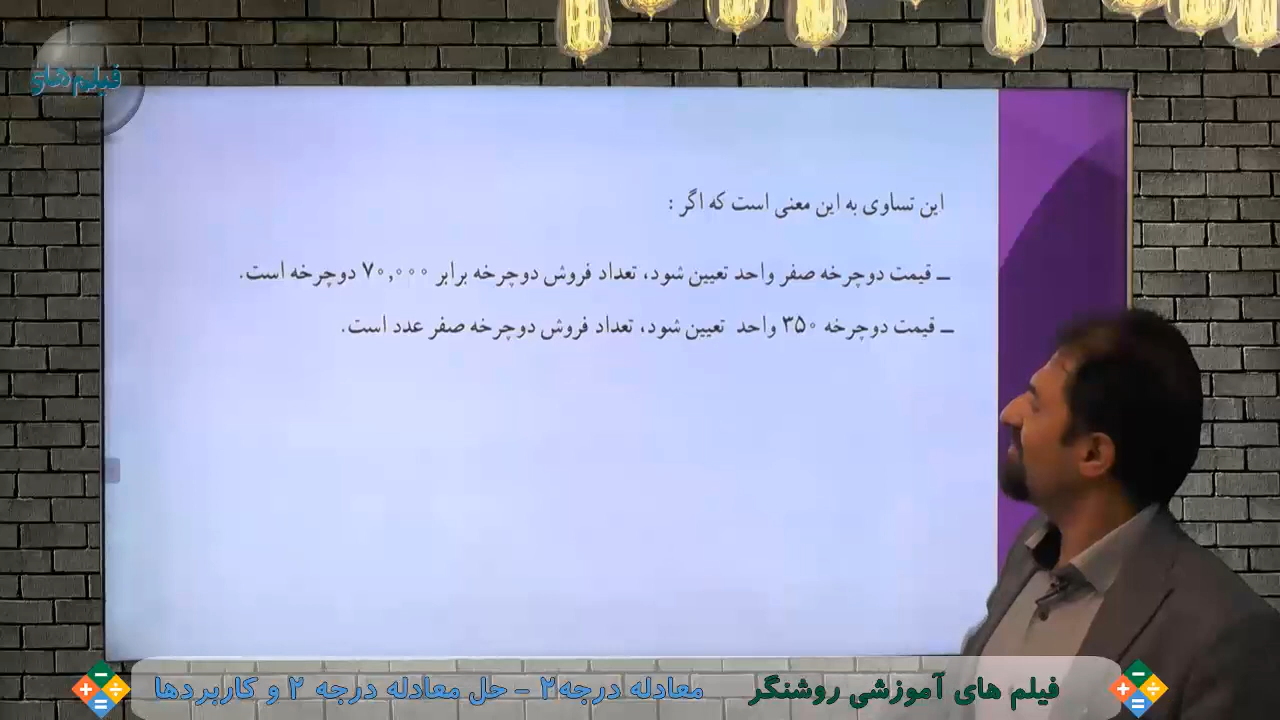 فیلم های
این تساوی به این معنی است که اگر :
ــ قیمت دوچرخه صفر واحد تعیین شود، تعداد فروش دوچرخه برابر ۷۰,۰۰۰ دوچرخه است.
ــ قیمت دوچرخه ۳۵۰ واحد تعیین شود، تعداد فروش دوچرخه صفر عدد است.
فیلم های آموزشی روشنگر معادله درجه۲ - حل معادله درجه ۲ و کاربردها